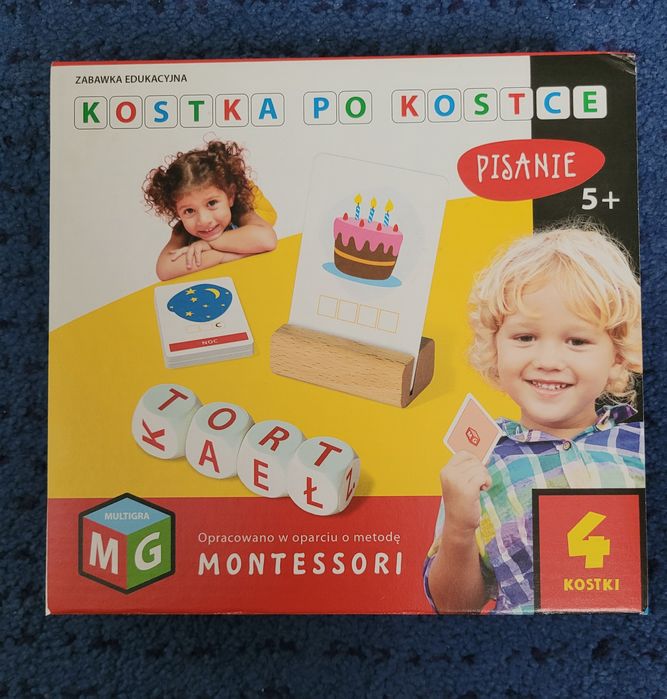 ZABAWKA EDUKACYJNA
KOSTKA PO KOSTCE
PISANIE
5+
C
NOC
TORT
K A E Ł Z
MULTIGRA
MG
Opracowano w oparciu o metodę
MONTESSORI
4
KOSTKI